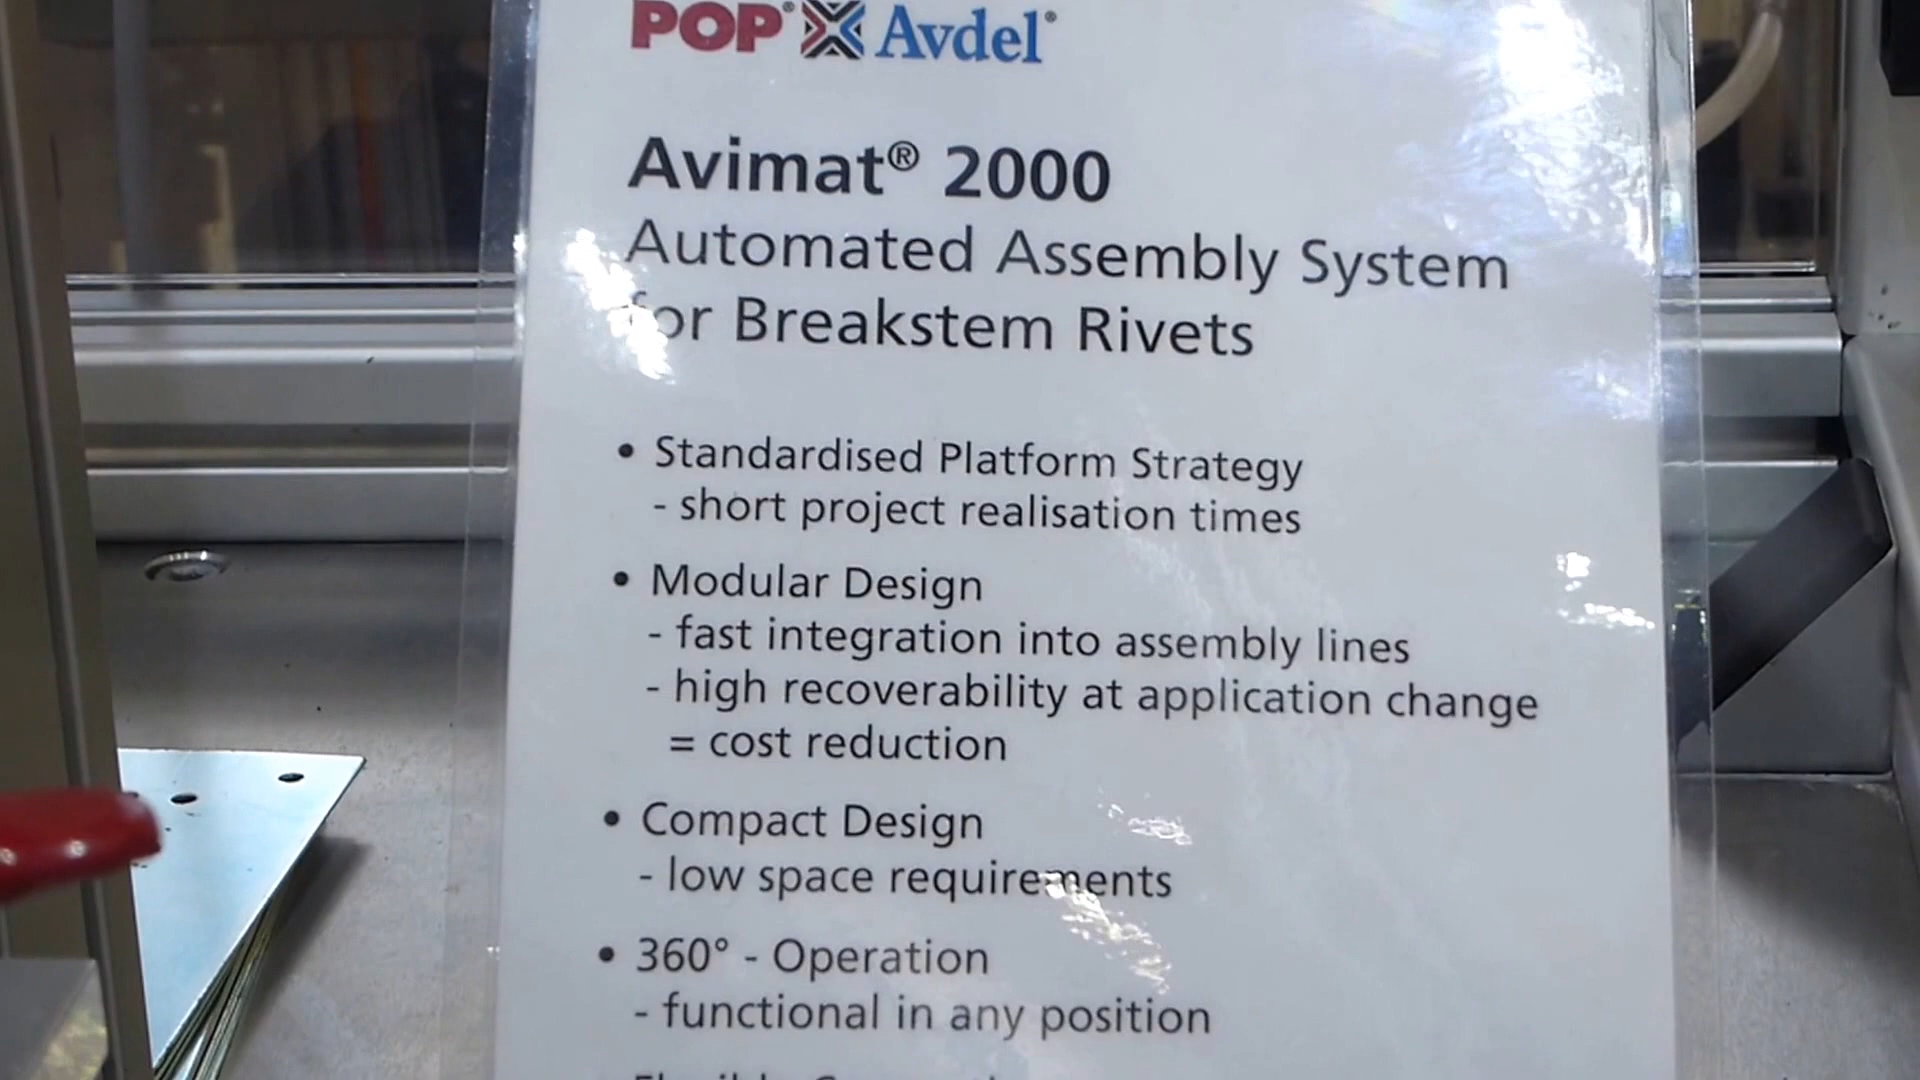 POP® Avdel®
Avimat® 2000
Automated Assembly System
for Breakstem Rivets
• Standardised Platform Strategy
- short project realisation times
• Modular Design
- fast integration into assembly lines
- high recoverability at application change
= cost reduction
• Compact Design
- low space requirements
• 360° - Operation
- functional in any position